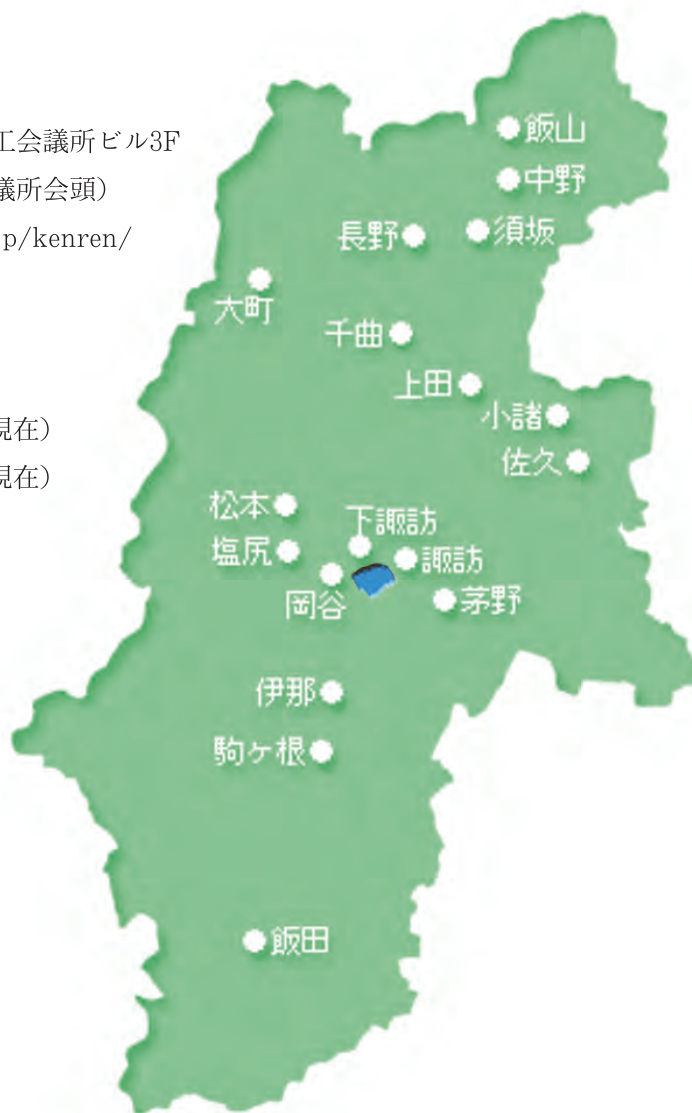 工会議所ビル3F
議所会頭）
p/kenren/
現在）
現在）
飯山
中野
長野
須坂
大町
千曲
上田
小諸
佐久
松本
下諏訪
塩尻
諏訪
岡谷
茅野
伊那
駒ヶ根
飯田